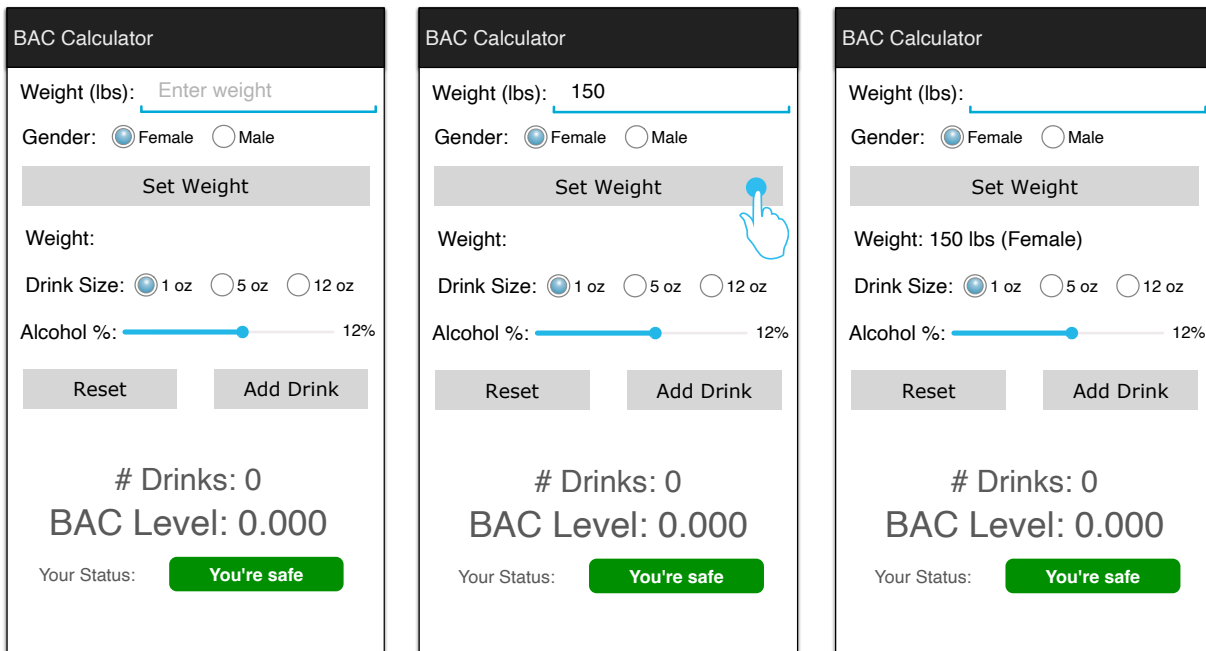 BAC Calculator
Weight (lbs): Enter weight
Gender: Female Male
Set Weight
Weight:
Drink Size: 1 oz 5 oz 12 oz
Alcohol %: 12%
Reset Add Drink
# Drinks: 0
BAC Level: 0.000
Your Status: You're safe
BAC Calculator
Weight (lbs): 150
Gender: Female Male
Set Weight
Weight:
Drink Size: 1 oz 5 oz 12 oz
Alcohol %: 12%
Reset Add Drink
# Drinks: 0
BAC Level: 0.000
Your Status: You're safe
BAC Calculator
Weight (lbs):
Gender: Female Male
Set Weight
Weight: 150 lbs (Female)
Drink Size: 1 oz 5 oz 12 oz
Alcohol %: 12%
Reset Add Drink
# Drinks: 0
BAC Level: 0.000
Your Status: You're safe